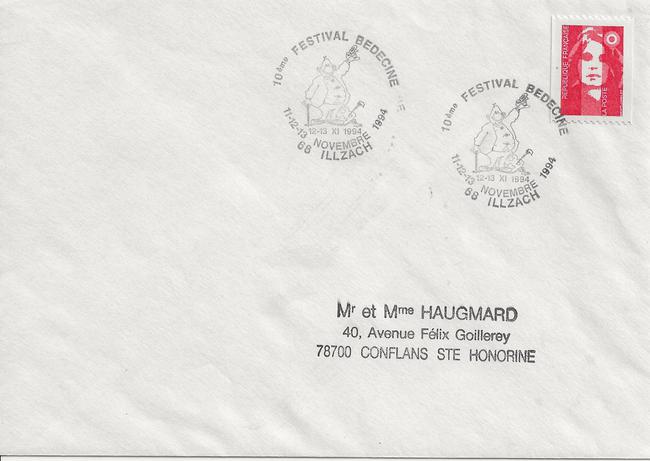 10ème FESTIVAL BEDECINE
12-13 XI 1994
11-12-13 NOVEMBRE 1994
68 ILLZACH
10ème FESTIVAL BEDECINE
12-13 XI 1994
11-12-13 NOVEMBRE 1994
68 ILLZACH
REPUBLIQUE FRANÇAISE
LA POSTE
Mr et Mme HAUGMARD
40, Avenue Félix Goillerey
78700 CONFLANS STE HONORINE